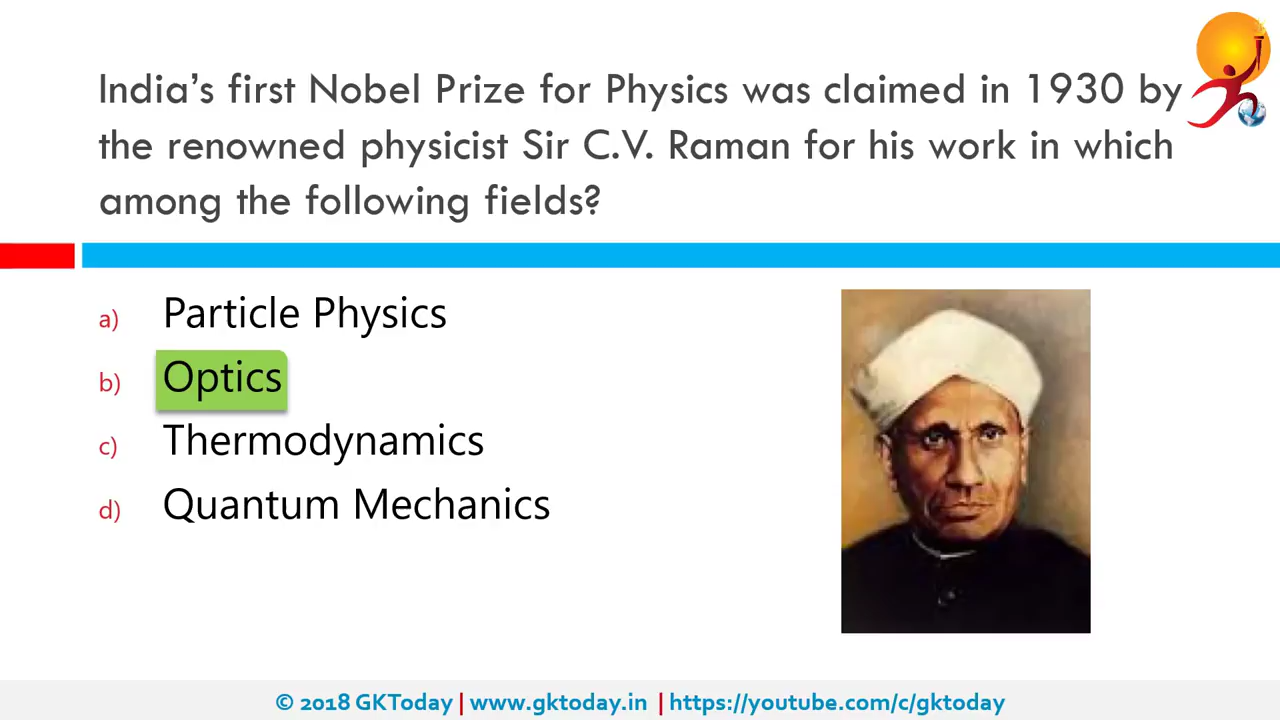 India's first Nobel Prize for Physics was claimed in 1930 by
the renowned physicist Sir C.V. Raman for his work in which
among the following fields?
a) Particle Physics
b) Optics
c) Thermodynamics
d) Quantum Mechanics
© 2018 GKToday | www.gktoday.in | https://youtube.com/c/gktoday